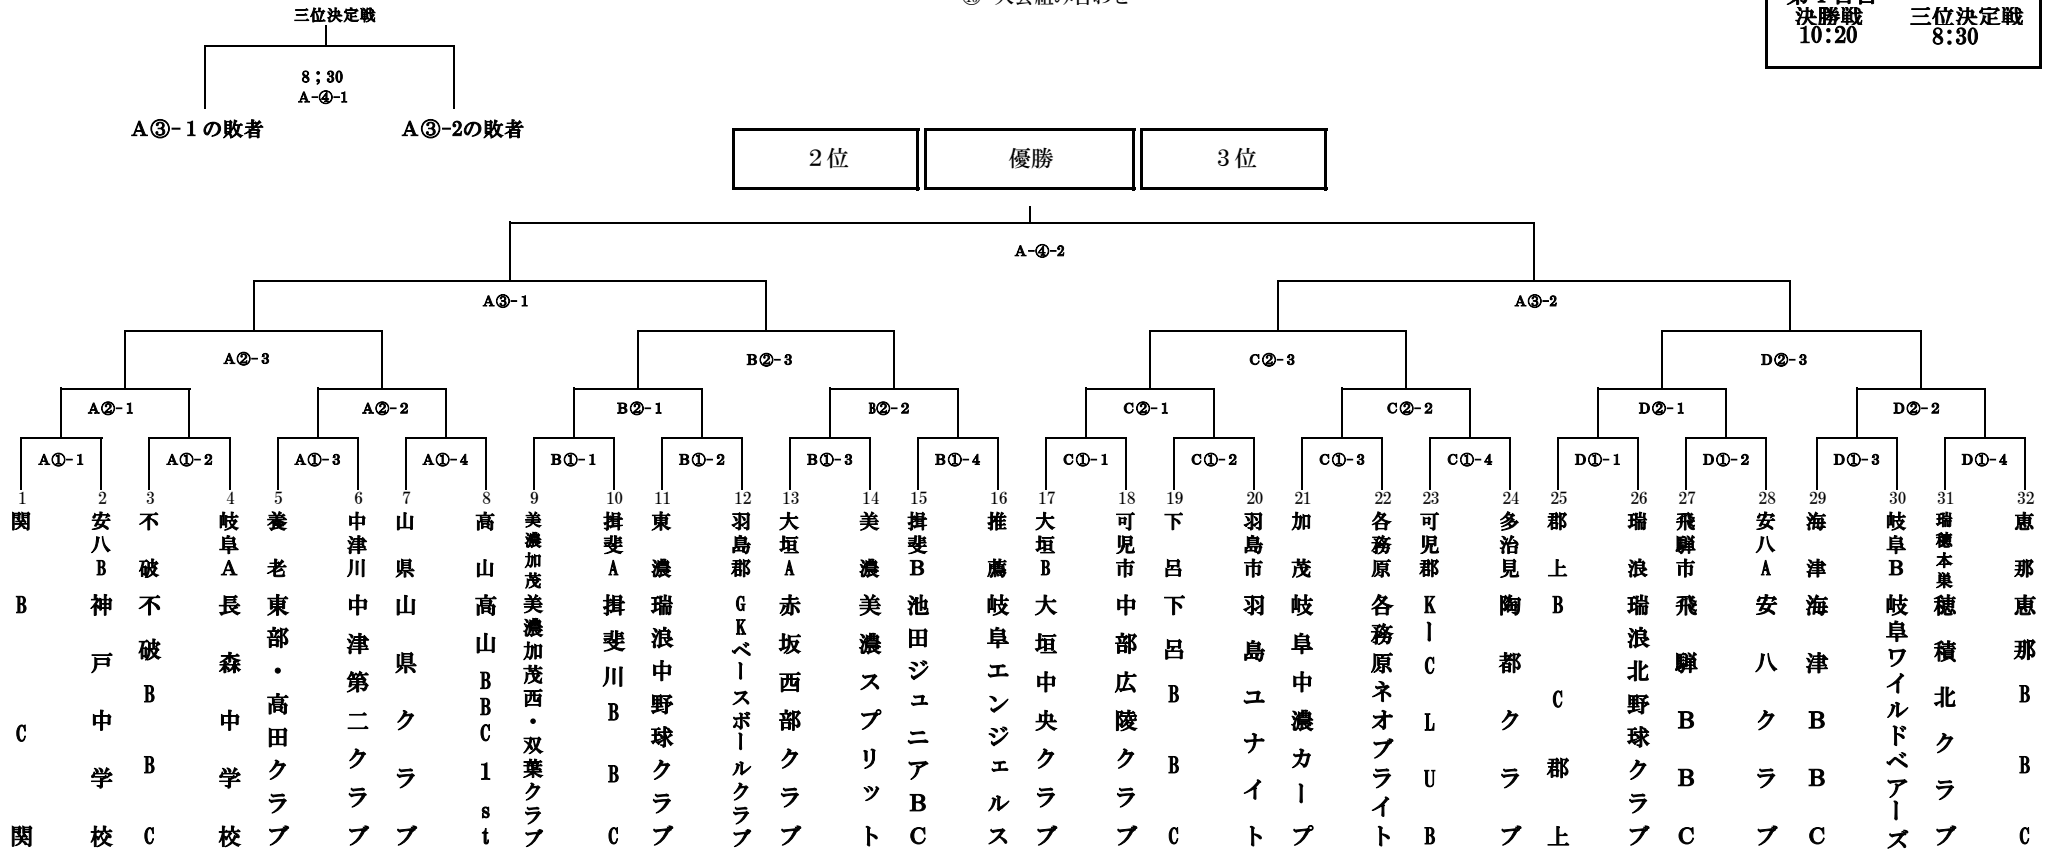 三位決定戦
8；30
A-④-1
A③-１の敗者
A③-2の敗者
決勝戦 三位決定戦
10:20 8:30
２位
優勝
３位
A-④-2
A③-1
A③-2
A②-3
B②-3
C②-3
D②-3
A②-1
A②-2
B②-1
B②-2
C②-1
C②-2
D②-1
D②-2
A①-1
A①-2
A①-3
A①-4
B①-1
B①-2
B①-3
B①-4
C①-1
C①-2
C①-3
C①-4
D①-1
D①-2
D①-3
D①-4
1
関
BC関
2
安八B
神戸中学校
3
不破
不破BBC
4
岐阜A
長森中学校
5
養老
東部・高田クラブ
6
中津川
中津第二クラブ
7
山県
山県クラブ
8
高山
高山BBC1st
9
美濃加茂
美濃加茂西・双葉クラブ
10
揖斐A
揖斐川BBC
11
東濃
瑞浪中野球クラブ
12
羽島郡
GKベースボールクラブ
13
大垣A
赤坂西部クラブ
14
美濃
美濃スプリット
15
揖斐B
池田ジュニアBC
16
推薦
岐阜エンジェルス
17
大垣B
大垣中央クラブ
18
可児市
中部広陵クラブ
19
下呂
下呂BBC
20
羽島市
羽島ユナイト
21
加茂
岐阜中濃カープ
22
各務原
各務原ネオブライト
23
可児郡
KーCLUB
24
多治見
陶都クラブ
25
郡上
BC郡上
26
瑞浪
瑞浪北野球クラブ
27
飛騨市
飛騨BBC
28
安八A
安八クラブ
29
海津
海津BBC
30
岐阜B
岐阜ワイルドベアーズ
31
瑞穂本巣
穂積北クラブ
32
恵那
恵那BBC